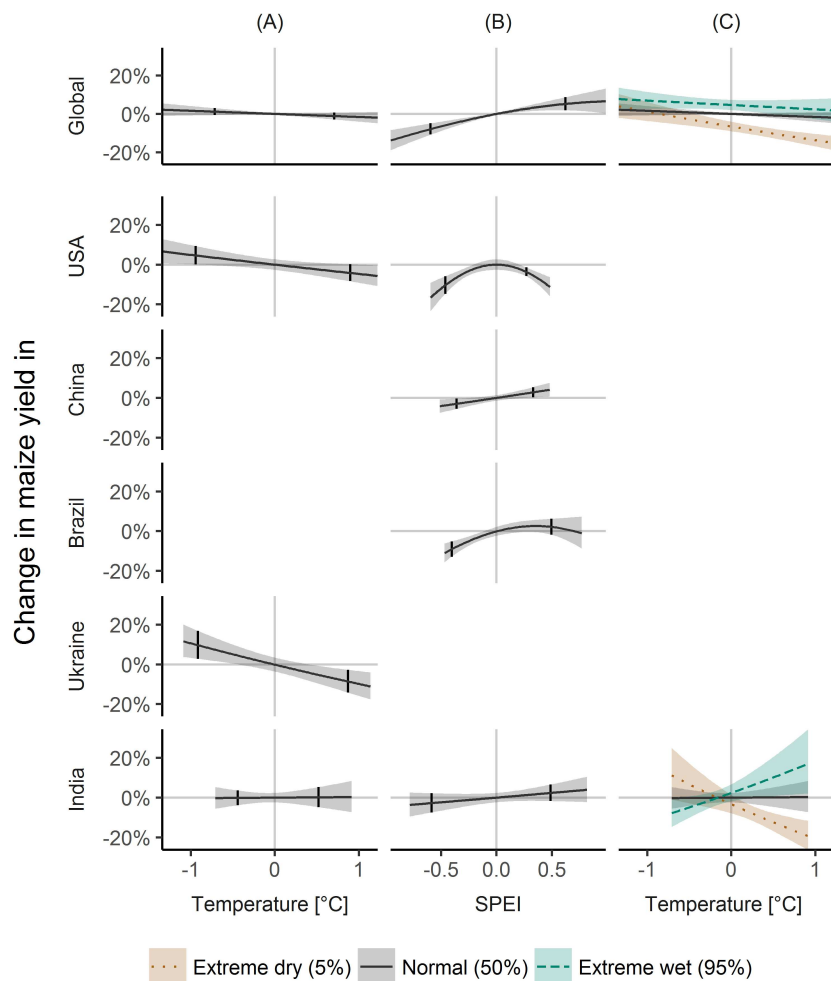 (A) (B) (C)
Change in maize yield in
Global
20%
0%
-20%
USA
20%
0%
-20%
China
20%
0%
-20%
Brazil
20%
0%
-20%
Ukraine
20%
0%
-20%
India
20%
0%
-20%
-1 0 1 -0.5 0.0 0.5 -1 0 1
Temperature [°C] SPEI Temperature [°C]
Extreme dry (5%) Normal (50%) Extreme wet (95%)